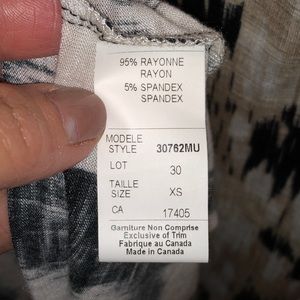 95% RAYONNE
RAYON
5% SPANDEX
SPANDEX
MODELE
STYLE 30762MU
LOT 30
TAILLE
SIZE XS
CA 17405
Garniture Non Comprise
Exclusive of Trim
Fabrique au Canada
Made in Canada